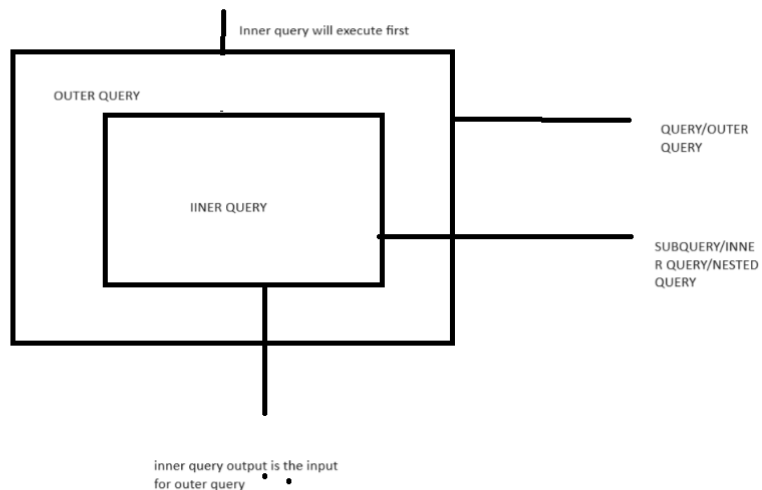 Inner query will execute first
OUTER QUERY
QUERY/OUTER
QUERY
IINER QUERY
SUBQUERY/INNE
R QUERY/NESTED
QUERY
inner query output is the input
for outer query